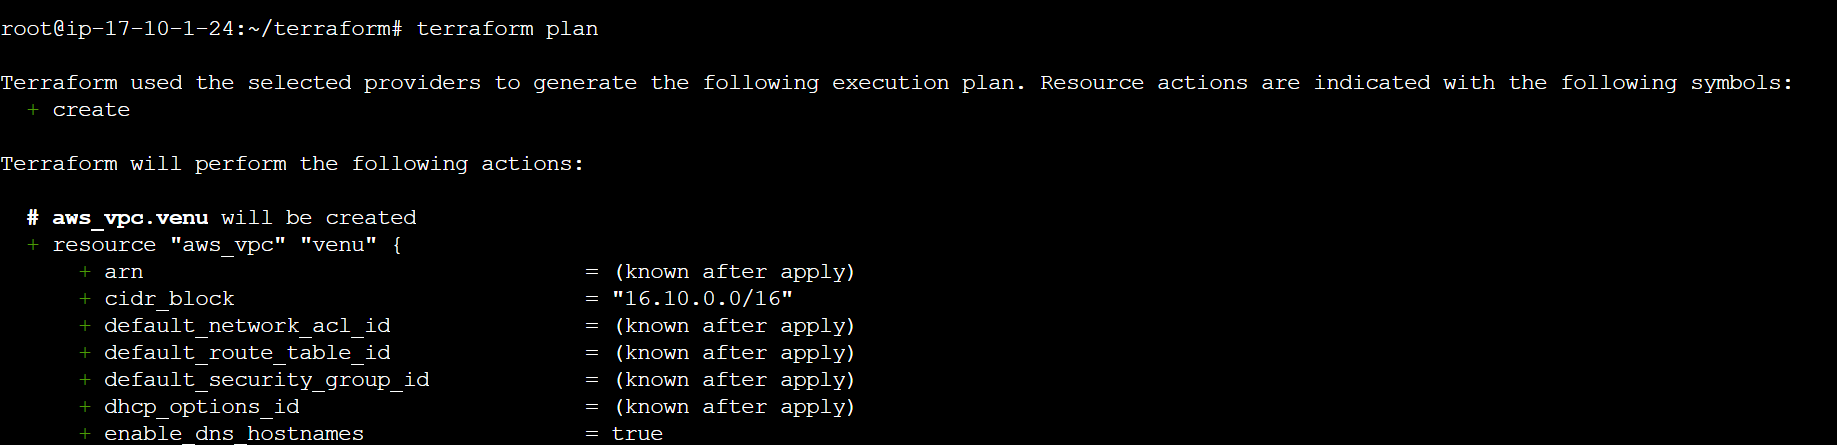 root@ip-17-10-1-24:~/terraform# terraform plan
Terraform used the selected providers to generate the following execution plan. Resource actions are indicated with the following symbols:
  + create
Terraform will perform the following actions:
  # aws_vpc.venu will be created
  + resource "aws_vpc" "venu" {
      + arn                                  = (known after apply)
      + cidr_block                           = "16.10.0.0/16"
      + default_network_acl_id               = (known after apply)
      + default_route_table_id               = (known after apply)
      + default_security_group_id            = (known after apply)
      + dhcp_options_id                      = (known after apply)
      + enable_dns_hostnames                 = true